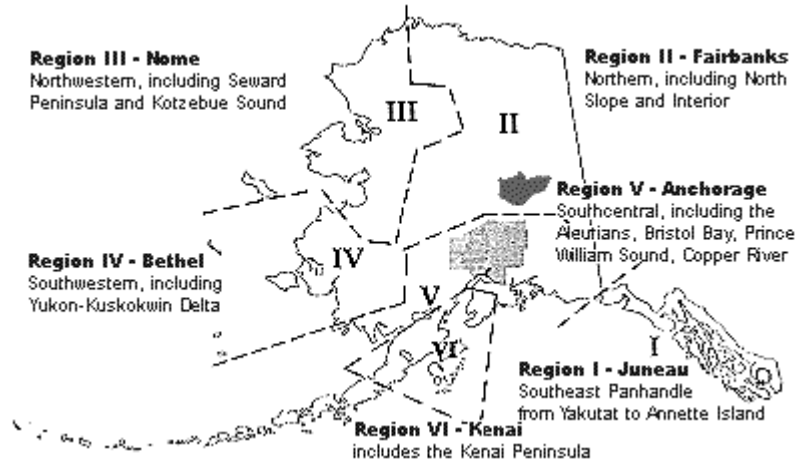 Region III - Nome
Northwestern, including Seward
Peninsula and Kotzebue Sound
Region II - Fairbanks
Northern, including North
Slope and Interior
III
II
Region V - Anchorage
Southcentral, including the
Aleutians, Bristol Bay, Prince
William Sound, Copper River
Region IV - Bethel
Southwestern, including
Yukon-Kuskokwin Delta
IV
V
VI
I
Region I - Juneau
Southeast Panhandle
from Yakutat to Annette Island
Region VI - Kenai
includes the Kenai Peninsula